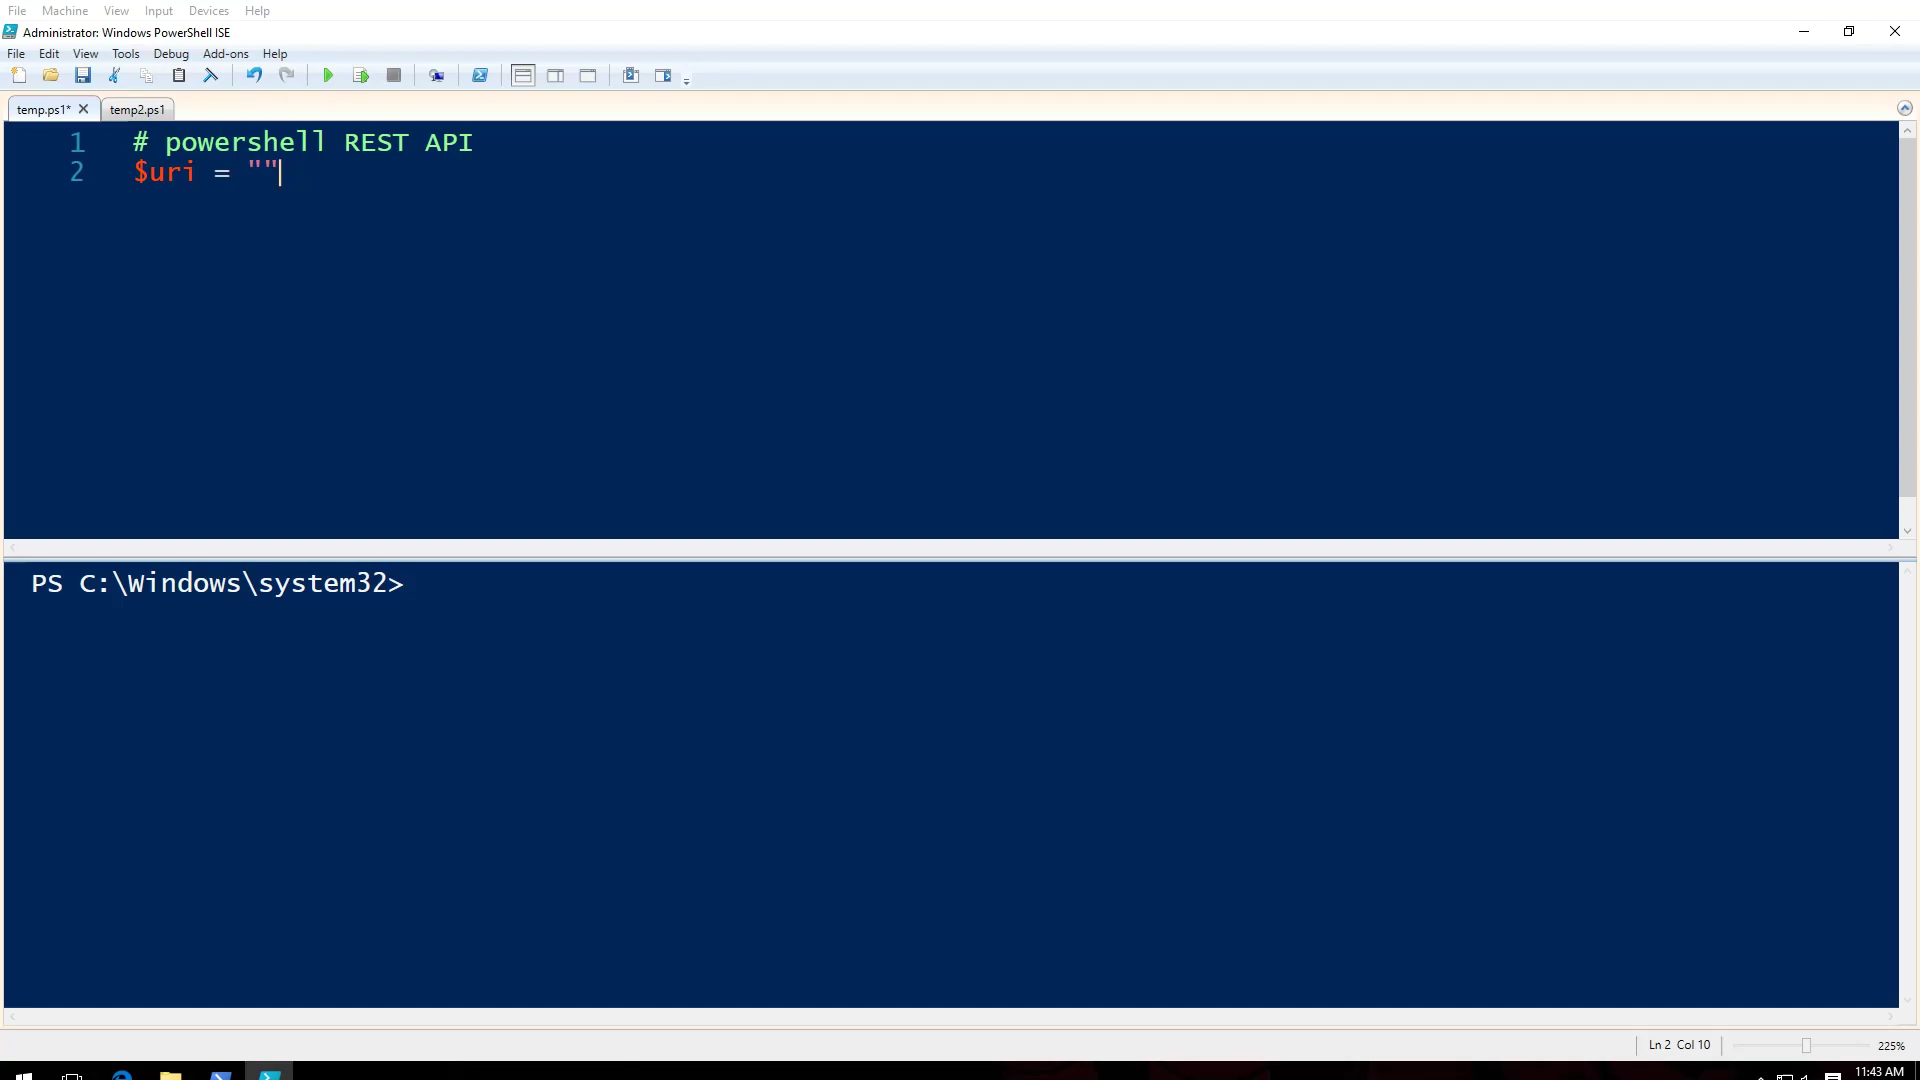 File Machine View Input Devices Help
Administrator: Windows PowerShell ISE
File Edit View Tools Debug Add-ons Help
temp.ps1* temp2.ps1
1 # powershell REST API
2 $uri = ""
PS C:\Windows\system32>
Ln 2 Col 10 225%
11:43 AM